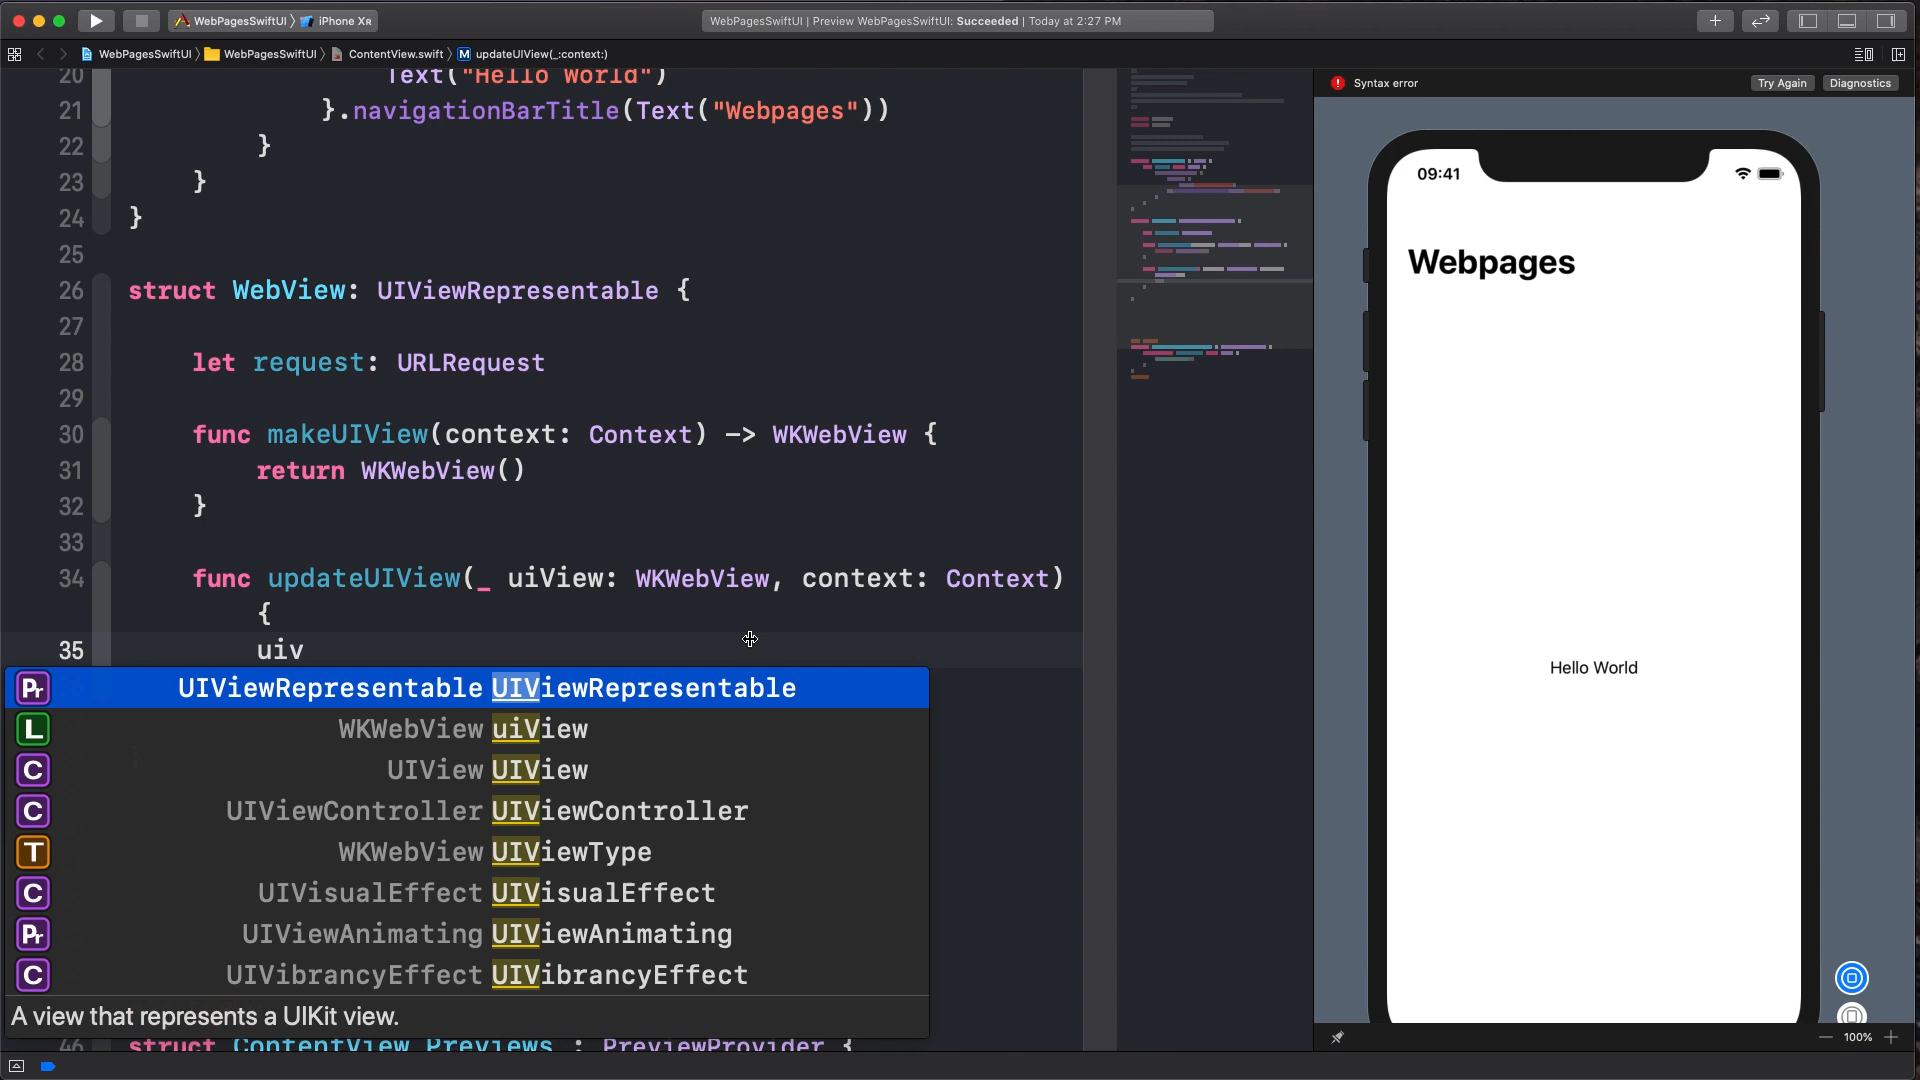 WebPagesSwiftUI
iPhone XR
WebPagesSwiftUI | Preview WebPagesSwiftUI: Succeeded | Today at 2:27 PM
WebPagesSwiftUI
WebPagesSwiftUI
ContentView.swift
M updateUIView(_:context:)
20 Text("Hello World")
21 }.navigationBarTitle(Text("Webpages"))
22 }
23 }
24 }
25
26 struct WebView: UIViewRepresentable {
27
28 let request: URLRequest
29
30 func makeUIView(context: Context) -> WKWebView {
31 return WKWebView()
32 }
33
34 func updateUIView(_ uiView: WKWebView, context: Context)
{
35 uiv
Pr UIViewRepresentable UIViewRepresentable
L WKWebView uiView
C UIView UIView
C UIViewController UIViewController
T WKWebView UIViewType
C UIVisualEffect UIVisualEffect
Pr UIViewAnimating UIViewAnimating
C UIVibrancyEffect UIVibrancyEffect
A view that represents a UIKit view.
46 struct ContentView_Previews : PreviewProvider {
Syntax error
Try Again
Diagnostics
09:41
Webpages
Hello World
100%